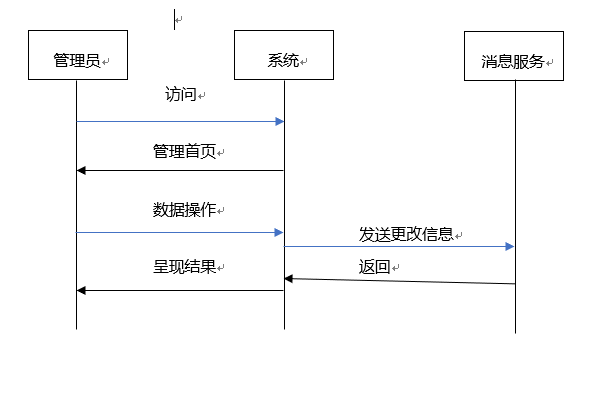 管理员
系统
消息服务
访问
管理首页
数据操作
发送更改信息
呈现结果
返回